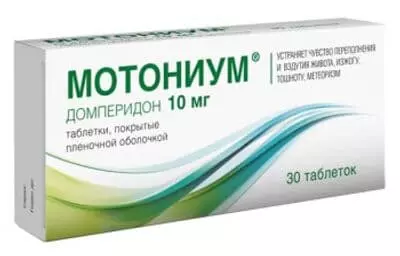 МОТОНИУМ®
ДОМПЕРИДОН 10 мг
таблетки, покрытые
пленочной оболочкой
УСТРАНЯЕТ ЧУВСТВО ПЕРЕПОЛНЕНИЯ
И ВЗДУТИЯ ЖИВОТА, ИЗЖОГУ,
ТОШНОТУ, МЕТЕОРИЗМ
30 таблеток